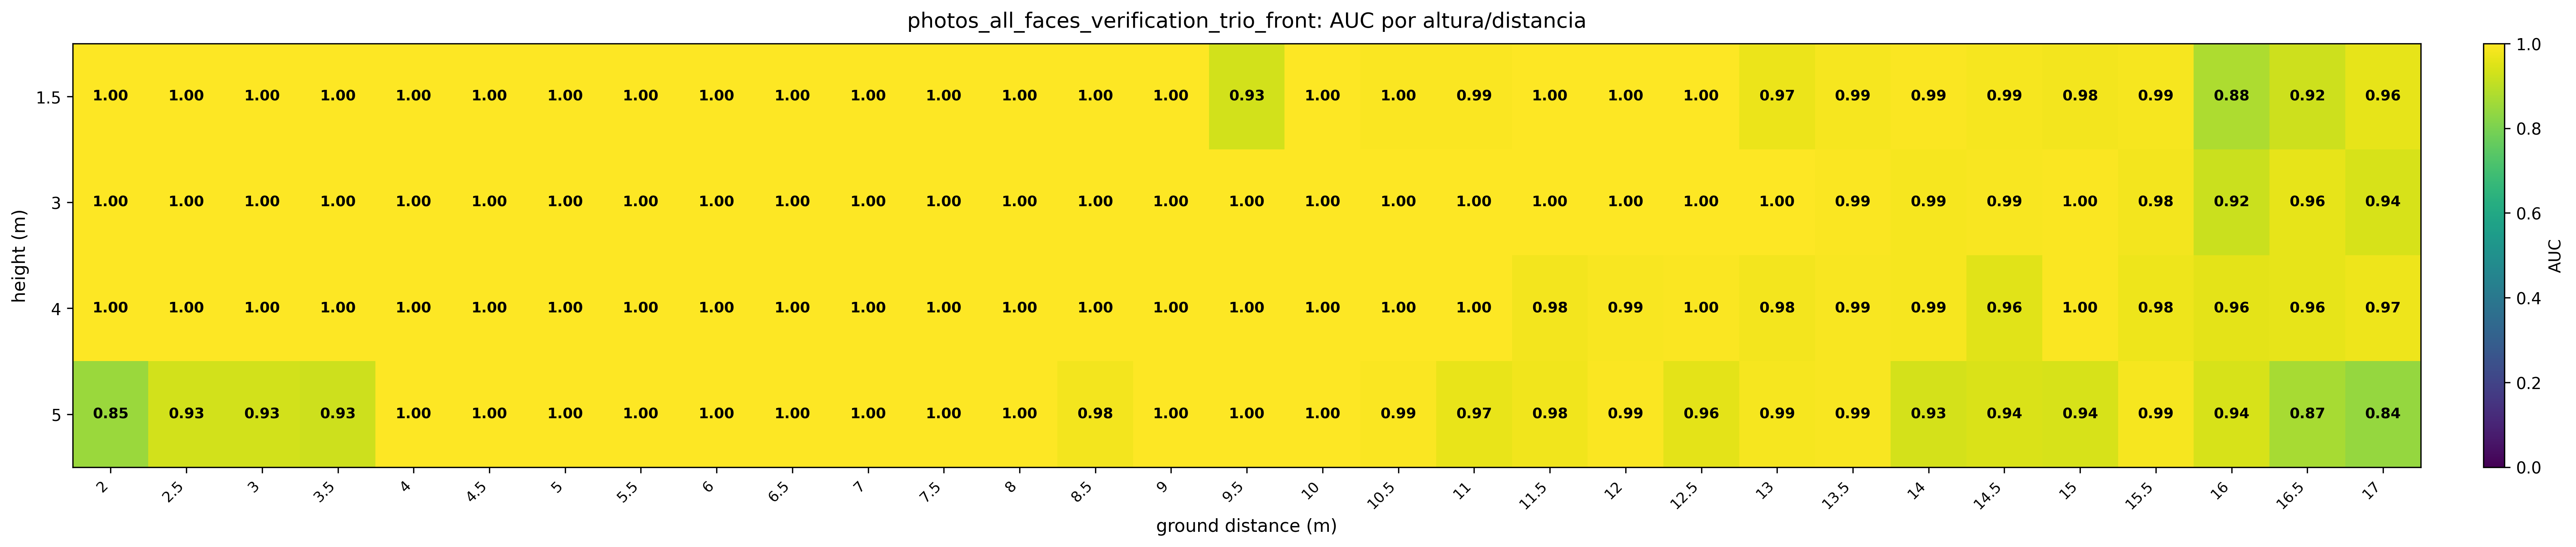 photos_all_faces_verification_trio_front: AUC por altura/distancia
height (m)
1.5 1.00 1.00 1.00 1.00 1.00 1.00 1.00 1.00 1.00 1.00 1.00 1.00 1.00 1.00 1.00 0.93 1.00 1.00 0.99 1.00 1.00 1.00 0.97 0.99 0.99 0.99 0.98 0.99 0.88 0.92 0.96
3 1.00 1.00 1.00 1.00 1.00 1.00 1.00 1.00 1.00 1.00 1.00 1.00 1.00 1.00 1.00 1.00 1.00 1.00 1.00 1.00 1.00 1.00 1.00 0.99 0.99 0.99 1.00 0.98 0.92 0.96 0.94
4 1.00 1.00 1.00 1.00 1.00 1.00 1.00 1.00 1.00 1.00 1.00 1.00 1.00 1.00 1.00 1.00 1.00 1.00 1.00 0.98 0.99 1.00 0.98 0.99 0.99 0.96 1.00 0.98 0.96 0.96 0.97
5 0.85 0.93 0.93 0.93 1.00 1.00 1.00 1.00 1.00 1.00 1.00 1.00 1.00 0.98 1.00 1.00 1.00 0.99 0.97 0.98 0.99 0.96 0.99 0.99 0.93 0.94 0.94 0.99 0.94 0.87 0.84
2 2.5 3 3.5 4 4.5 5 5.5 6 6.5 7 7.5 8 8.5 9 9.5 10 10.5 11 11.5 12 12.5 13 13.5 14 14.5 15 15.5 16 16.5 17
ground distance (m)
1.0
0.8
0.6
0.4
0.2
0.0
AUC